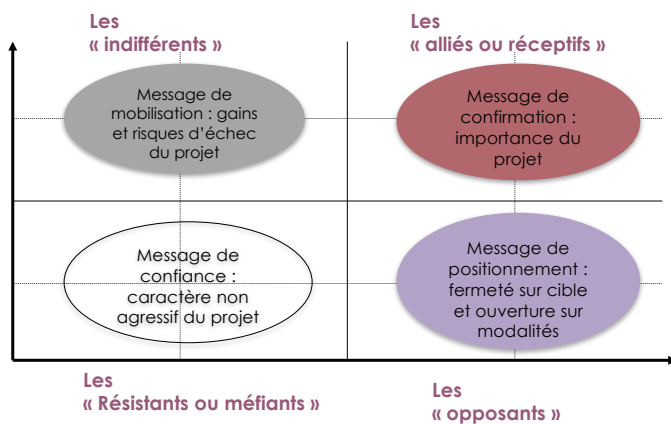 Les
« indifférents »
Les
« alliés ou réceptifs »
Message de
mobilisation : gains
et risques d’échec
du projet
Message de
confirmation :
importance du
projet
Message de
confiance :
caractère non
agressif du projet
Message de
positionnement :
fermeté sur cible
et ouverture sur
modalités
Les
« Résistants ou méfiants »
Les
« opposants »